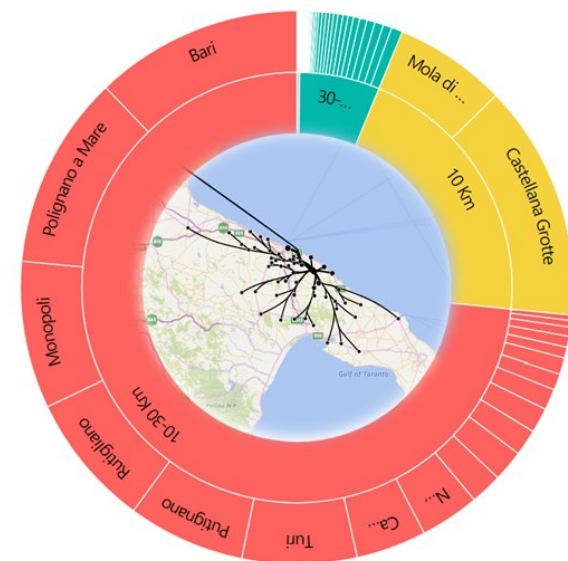 30-...
Mola di ...
10 Km
Castellana Grotte
N...
Ca...
Turi
Putignano
Rutigliano
10-30 Km
Monopoli
Polignano a Mare
Bari
Gulf of Taranto